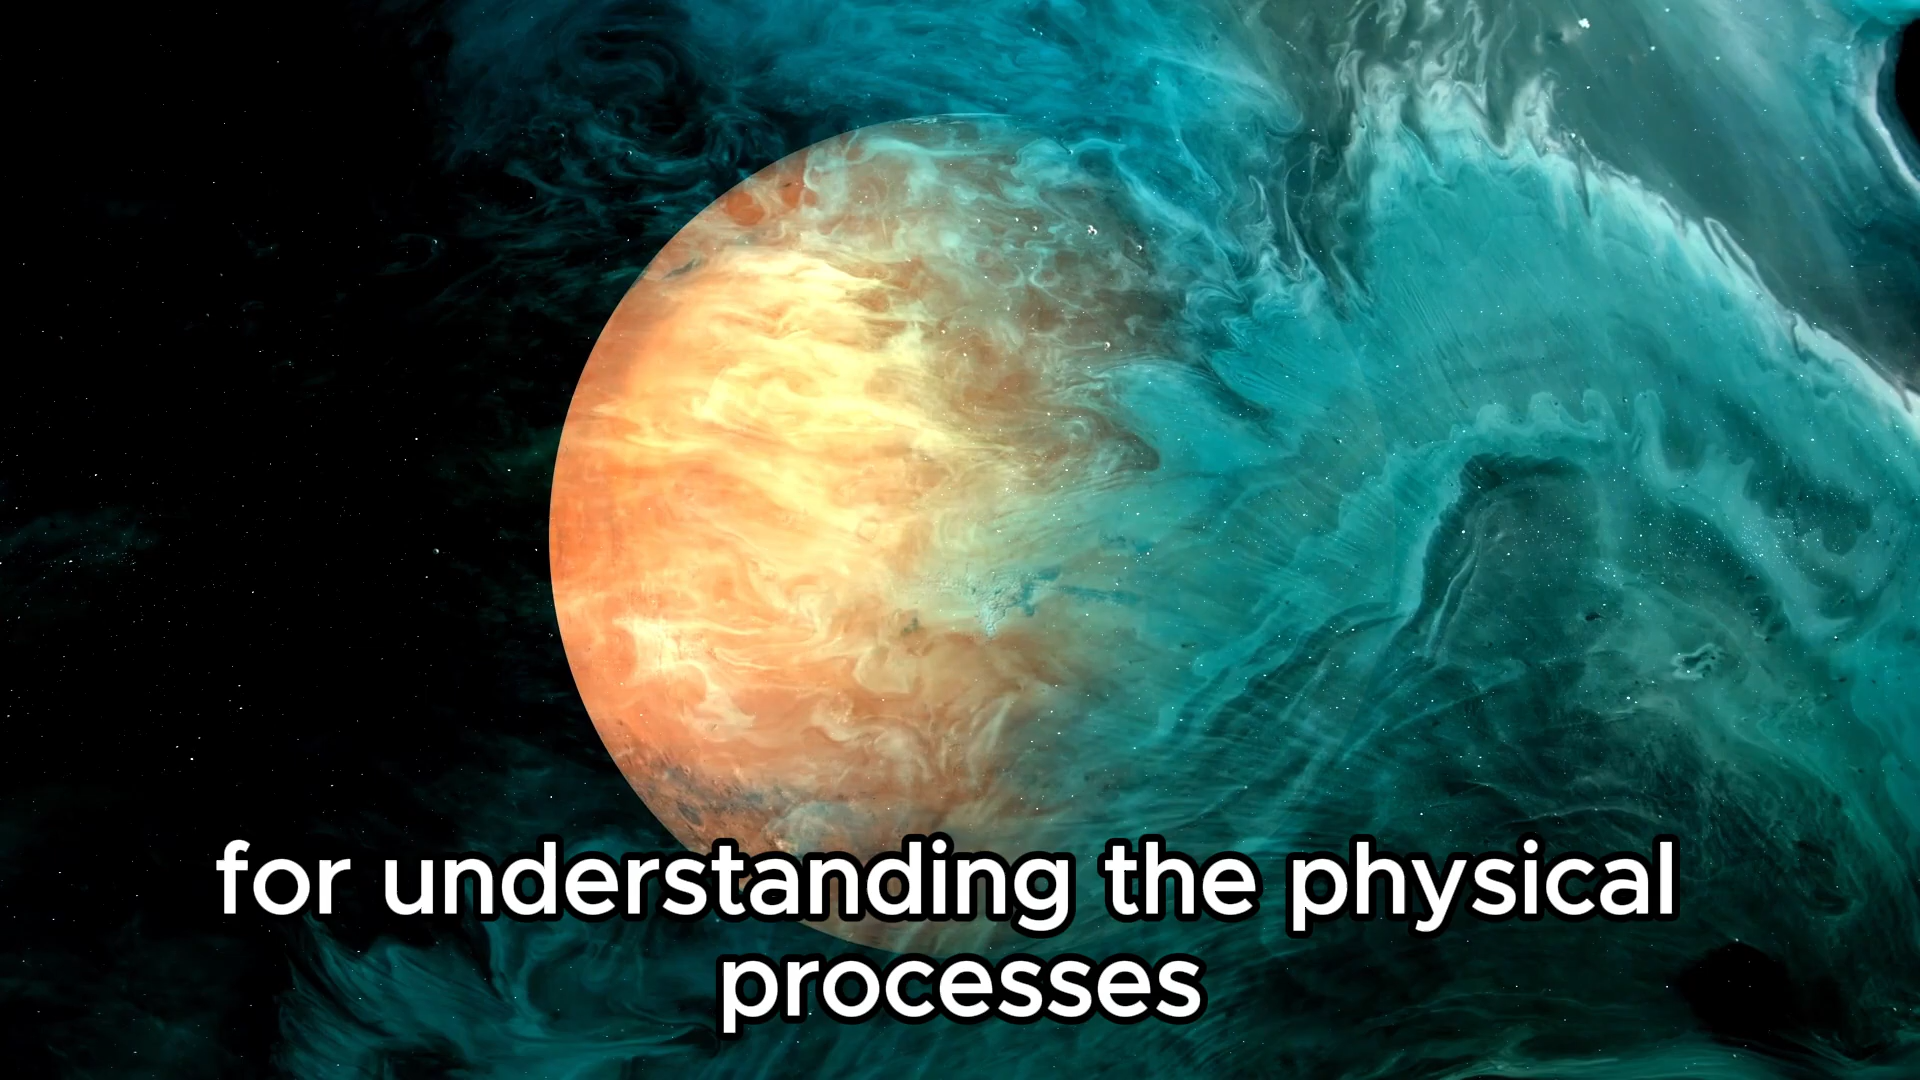 for understanding the physical
processes